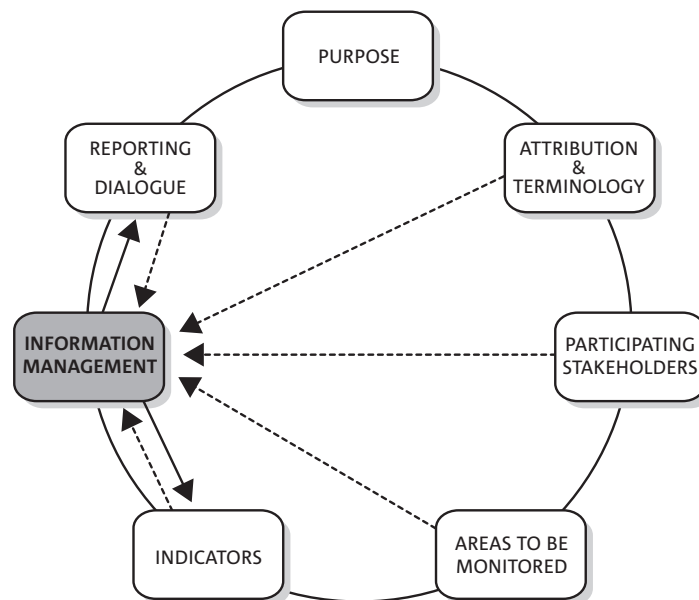 PURPOSE
REPORTING
&
DIALOGUE
ATTRIBUTION
&
TERMINOLOGY
INFORMATION
MANAGEMENT
PARTICIPATING
STAKEHOLDERS
INDICATORS
AREAS TO BE
MONITORED